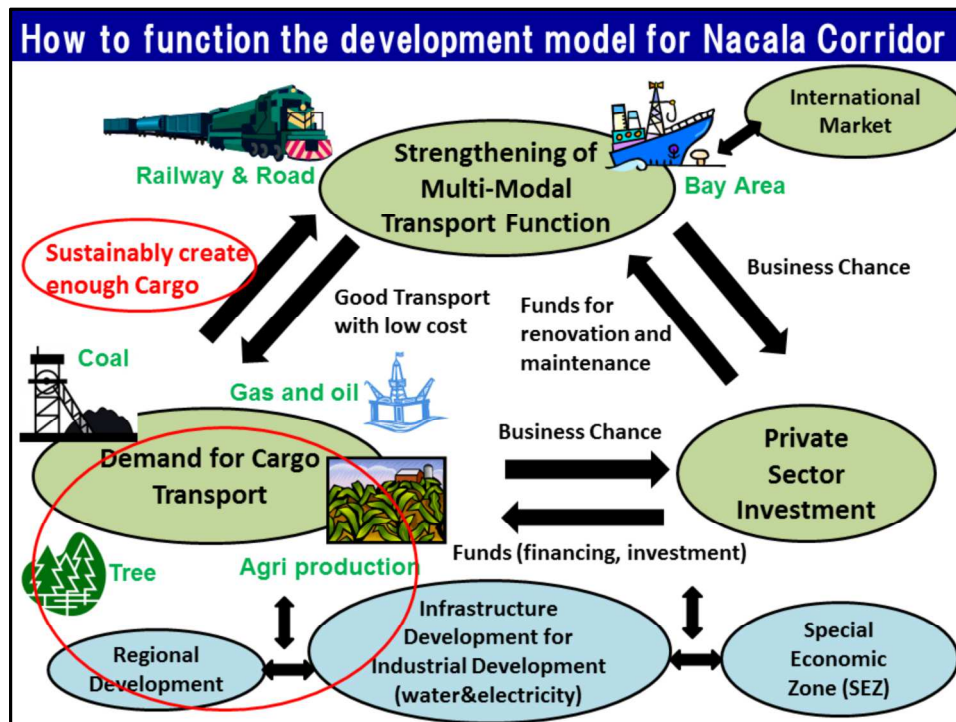 How to function the development model for Nacala Corridor
International
Market
Strengthening of
Multi-Modal
Transport Function
Railway & Road
Bay Area
Sustainably create
enough Cargo
Business Chance
Good Transport
with low cost
Funds for
renovation and
maintenance
Coal
Gas and oil
Demand for Cargo
Transport
Business Chance
Private
Sector
Investment
Funds (financing, investment)
Tree
Agri production
Regional
Development
Infrastructure
Development for
Industrial Development
(water&electricity)
Special
Economic
Zone (SEZ)